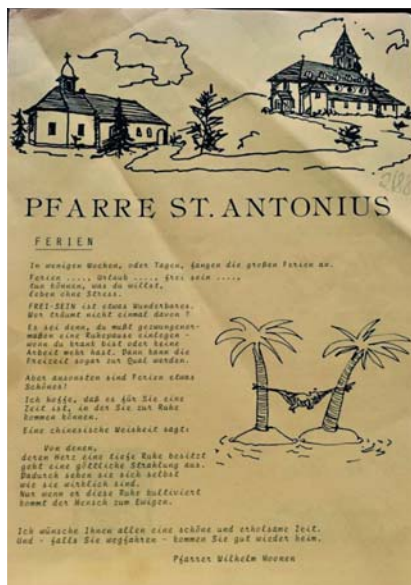 PFARRE ST. ANTONIUS
FERIEN
In wenigen Wochen, oder Tagen, fangen die großen Ferien an.
Ferien ...., Urlaub ...., frei sein ....,
tun können, was du willst,
leben ohne Stress.
FREI-SEIN ist etwas Wunderbares.
Wer träumt nicht einmal davon ?
Es sei denn, du mußt gezwungener-
maßen eine Ruhepause einlegen -
wenn du krank bist oder keine
Arbeit mehr hast. Dann kann die
Freizeit sogar zur Qual werden.
Aber ansonsten sind Ferien etwas
Schönes!
Ich hoffe, daß es für Sie eine
Zeit ist, in der Sie zur Ruhe
kommen können.
Eine chinesische Weisheit sagt:
Von denen,
deren Herz eine tiefe Ruhe besitzt
geht eine göttliche Strahlung aus.
Dadurch sehen sie sich selbst
wie sie wirklich sind.
Nur wenn er diese Ruhe kultiviert
kommt der Mensch zum Ewigen.
Ich wünsche Ihnen allen eine schöne und erholsame Zeit.
Und - falls Sie wegfahren - kommen Sie gut wieder heim.
Pfarrer Wilhelm